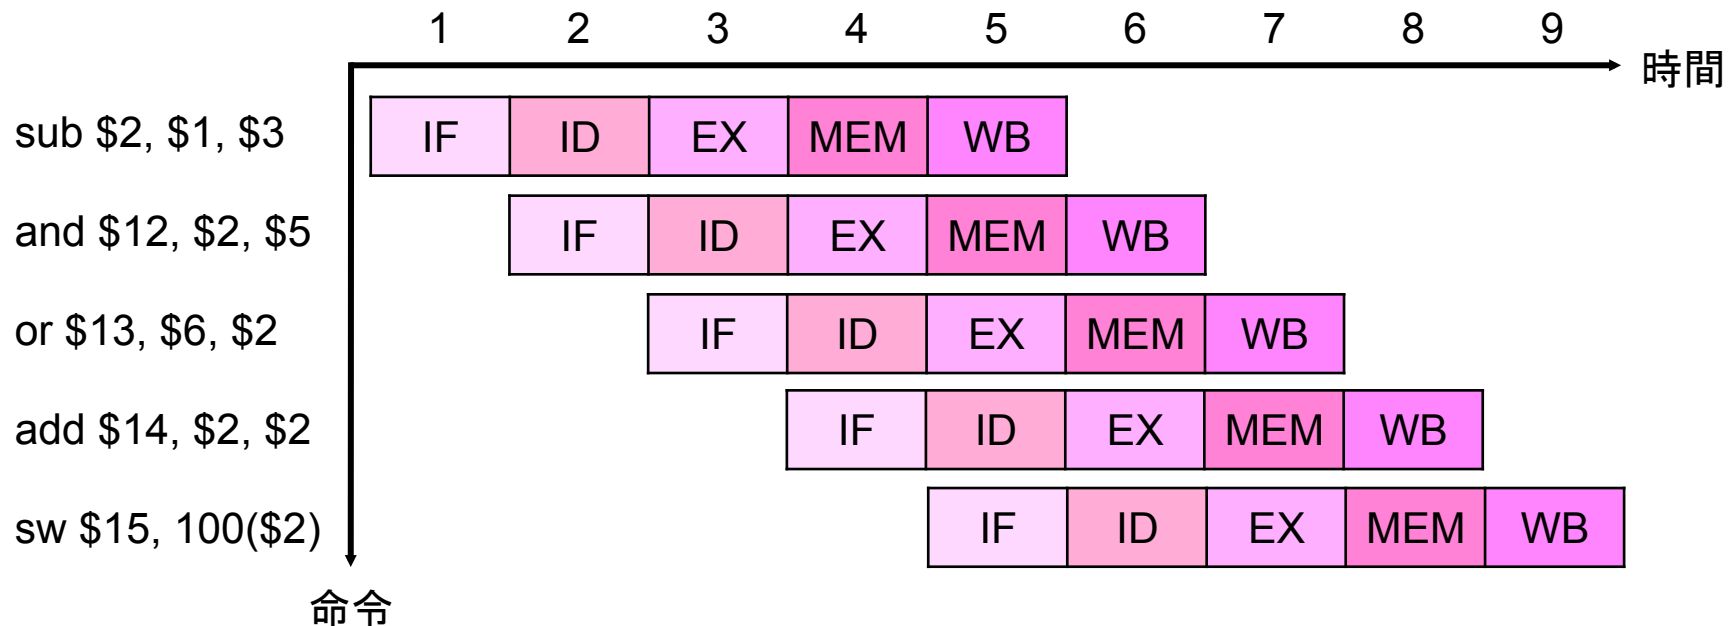 1 2 3 4 5 6 7 8 9
時間
sub $2, $1, $3 IF ID EX MEM WB
and $12, $2, $5 IF ID EX MEM WB
or $13, $6, $2 IF ID EX MEM WB
add $14, $2, $2 IF ID EX MEM WB
sw $15, 100($2) IF ID EX MEM WB
命令